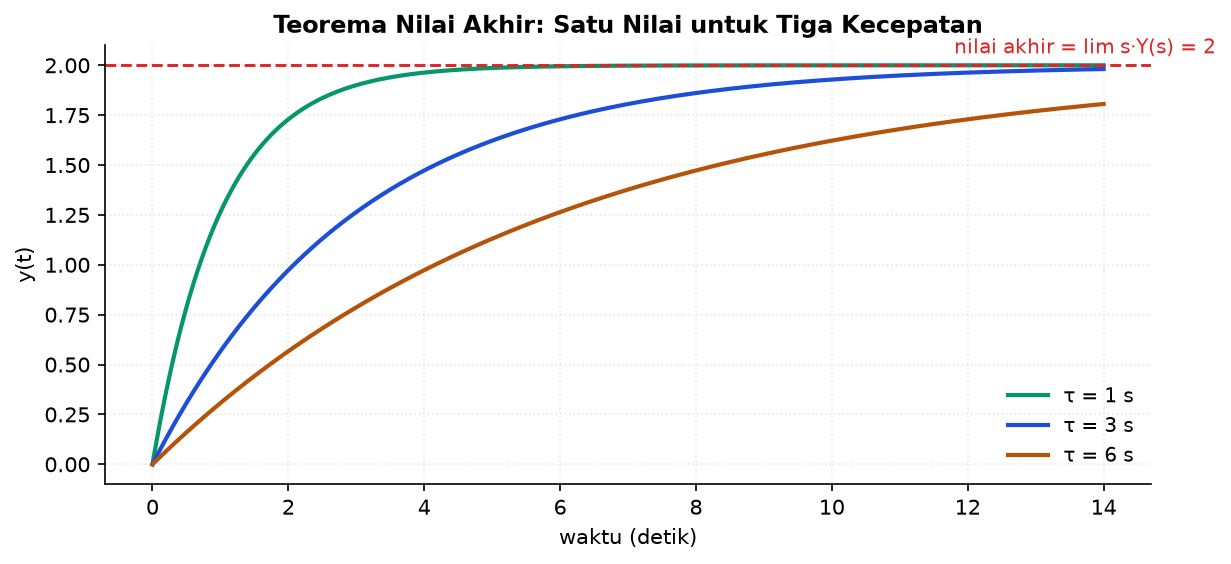 Teorema Nilai Akhir: Satu Nilai untuk Tiga Kecepatan
nilai akhir = lim s·Y(s) = 2
y(t)
2.00
1.75
1.50
1.25
1.00
0.75
0.50
0.25
0.00
τ = 1 s
τ = 3 s
τ = 6 s
0 2 4 6 8 10 12 14
waktu (detik)